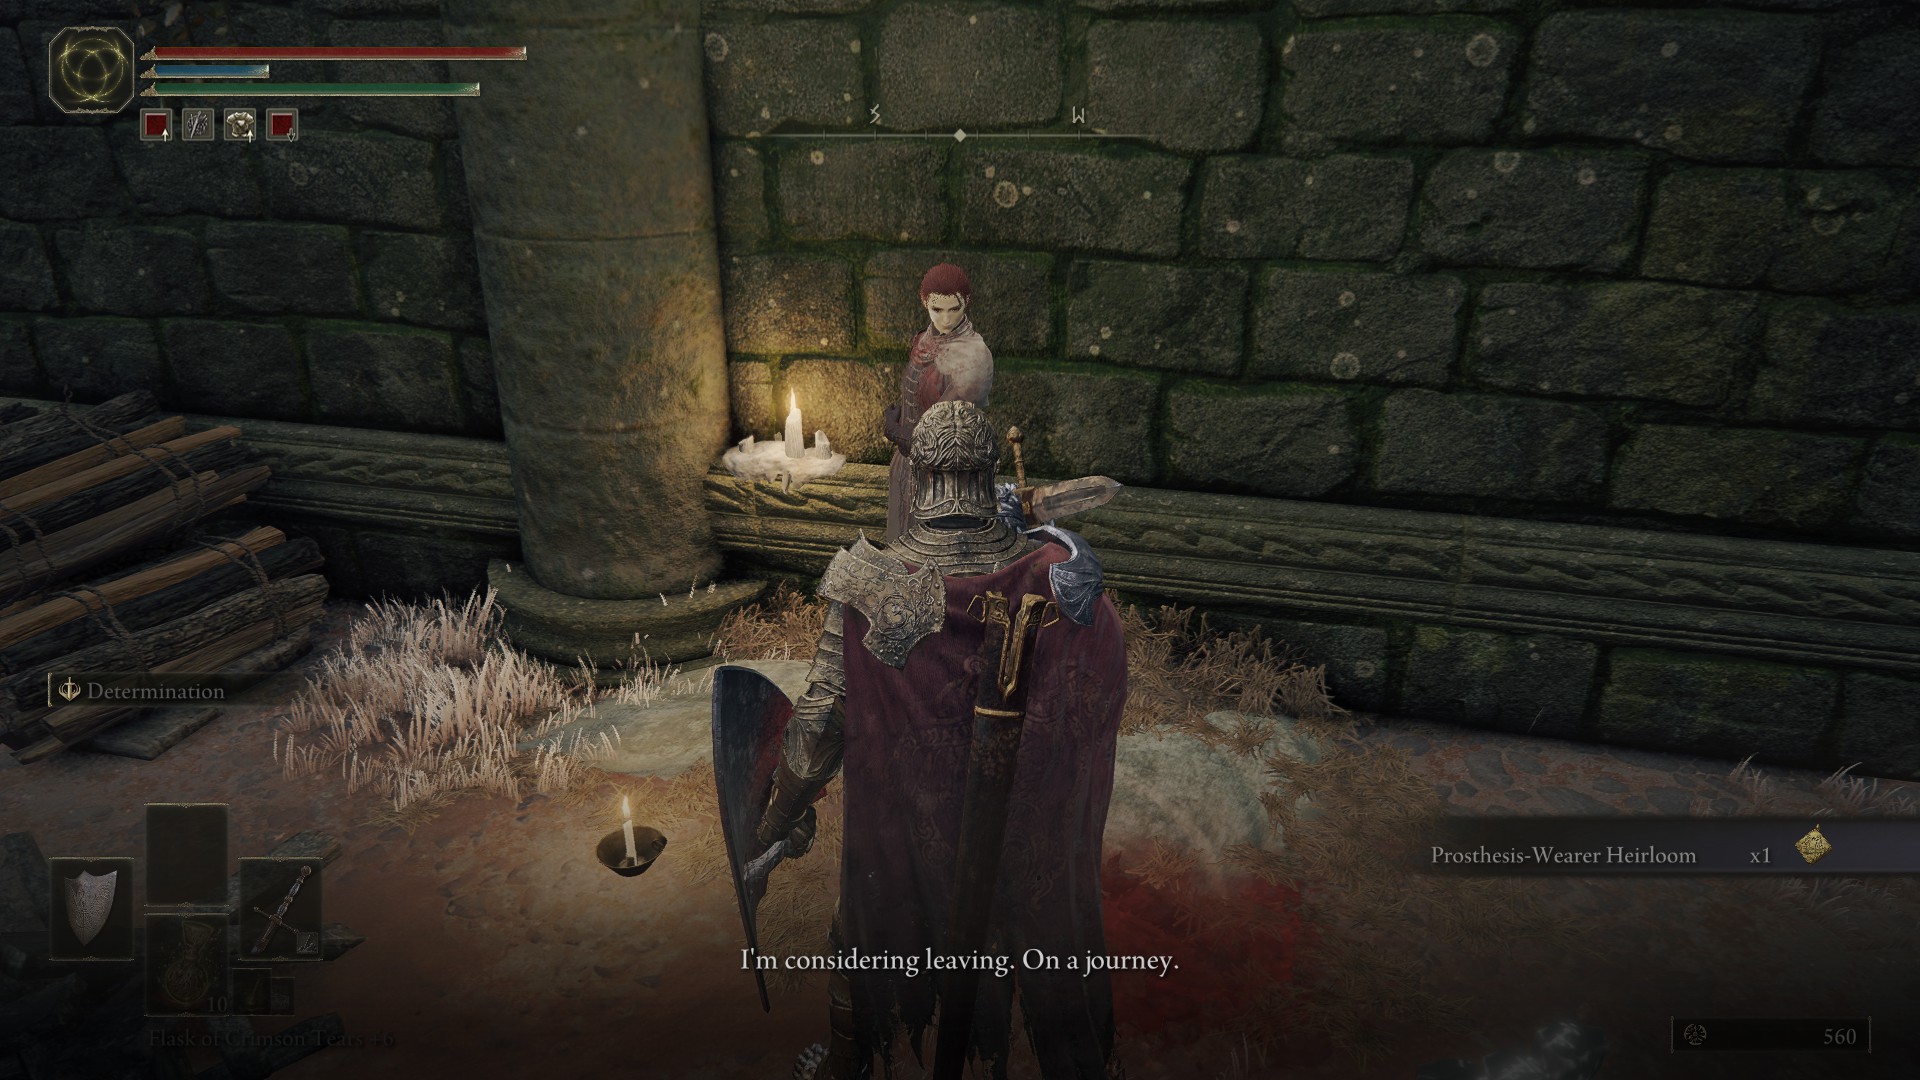 S W
Determination
Prosthesis-Wearer Heirloom x1
I'm considering leaving. On a journey.
10
Flask of Crimson Tears +6
560